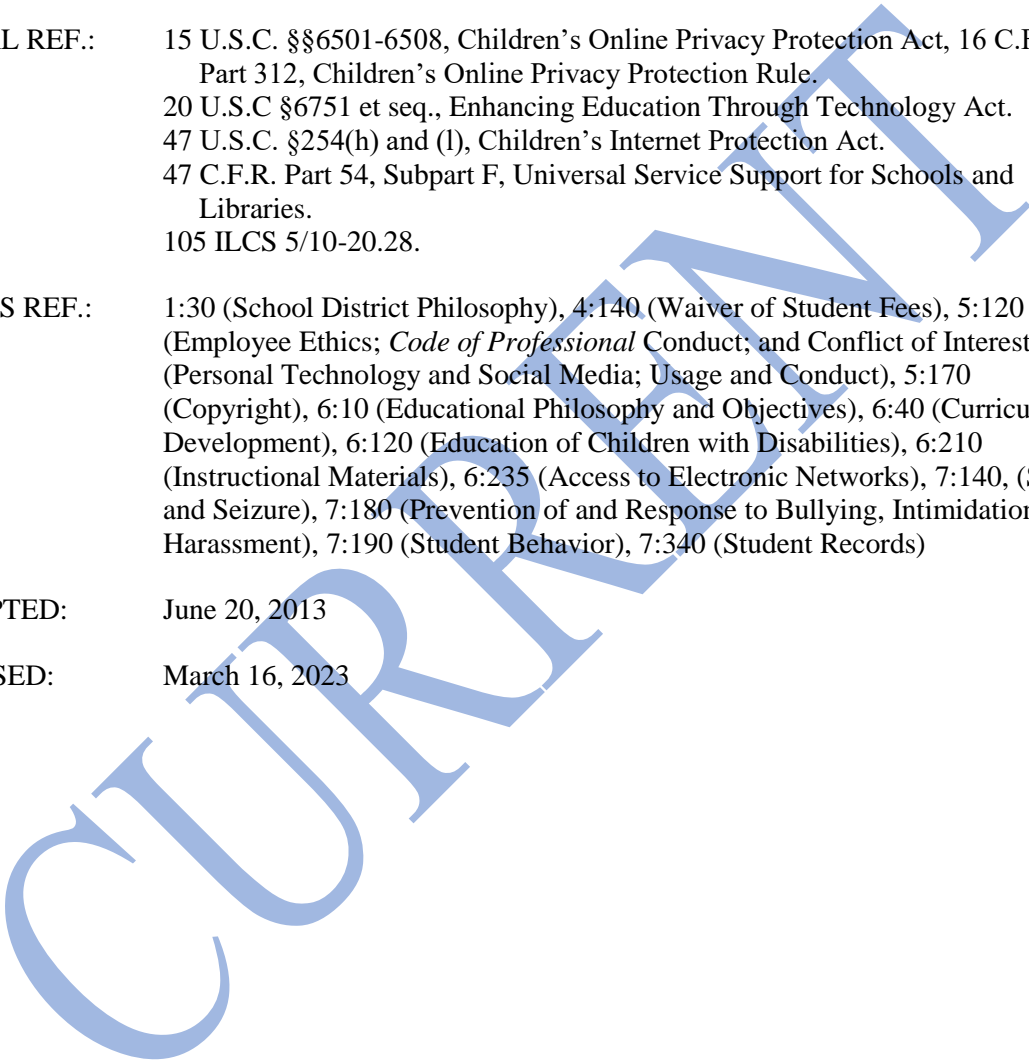 L REF.: 15 U.S.C. §§6501-6508, Children’s Online Privacy Protection Act, 16 C.F
Part 312, Children’s Online Privacy Protection Rule.
20 U.S.C §6751 et seq., Enhancing Education Through Technology Act.
47 U.S.C. §254(h) and (l), Children’s Internet Protection Act.
47 C.F.R. Part 54, Subpart F, Universal Service Support for Schools and
Libraries.
105 ILCS 5/10-20.28.
S REF.: 1:30 (School District Philosophy), 4:140 (Waiver of Student Fees), 5:120
(Employee Ethics; Code of Professional Conduct; and Conflict of Interest
(Personal Technology and Social Media; Usage and Conduct), 5:170
(Copyright), 6:10 (Educational Philosophy and Objectives), 6:40 (Curricu
Development), 6:120 (Education of Children with Disabilities), 6:210
(Instructional Materials), 6:235 (Access to Electronic Networks), 7:140, (
and Seizure), 7:180 (Prevention of and Response to Bullying, Intimidation
Harassment), 7:190 (Student Behavior), 7:340 (Student Records)
PTED: June 20, 2013
SED: March 16, 2023
CURRENT